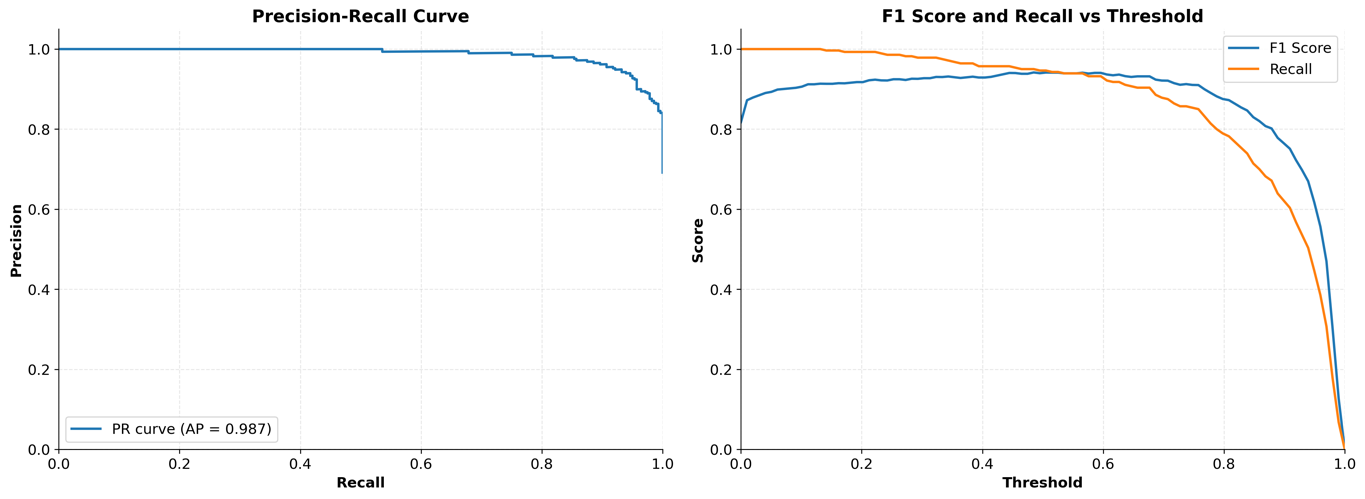 Precision-Recall Curve
Precision
1.0
0.8
0.6
0.4
0.2
0.0
PR curve (AP = 0.987)
0.0 0.2 0.4 0.6 0.8 1.0
Recall
F1 Score and Recall vs Threshold
Score
1.0
0.8
0.6
0.4
0.2
0.0
F1 Score
Recall
0.0 0.2 0.4 0.6 0.8 1.0
Threshold